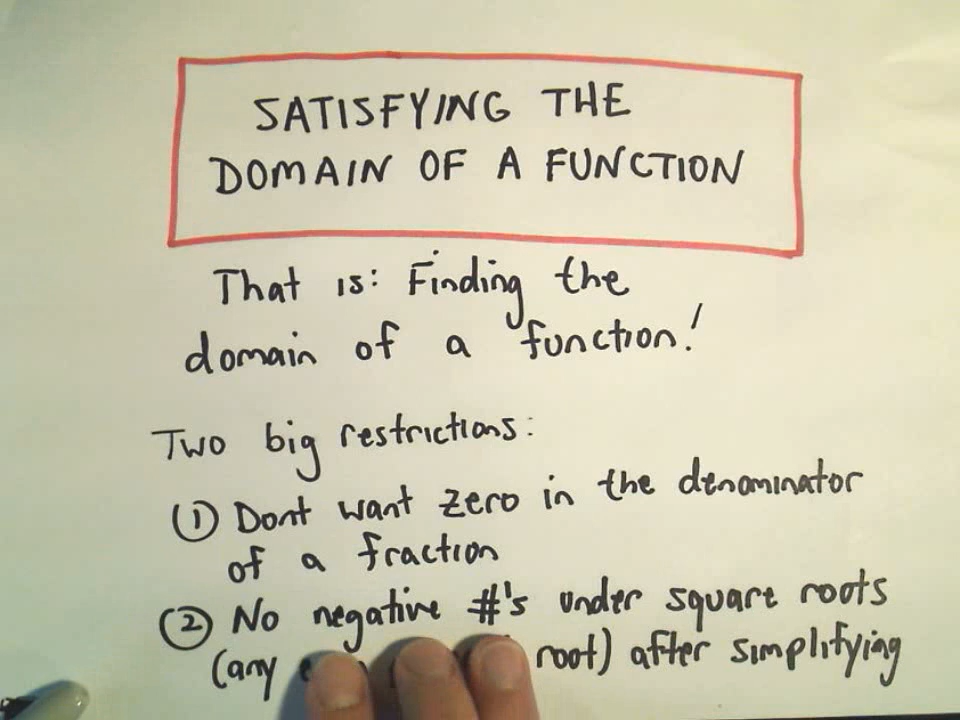 SATISFYING THE
DOMAIN OF A FUNCTION
That is: Finding the
domain of a function!
Two big restrictions:
(1) Dont want zero in the denominator
of a fraction
(2) No negative #'s under square roots
(any root) after simplifying